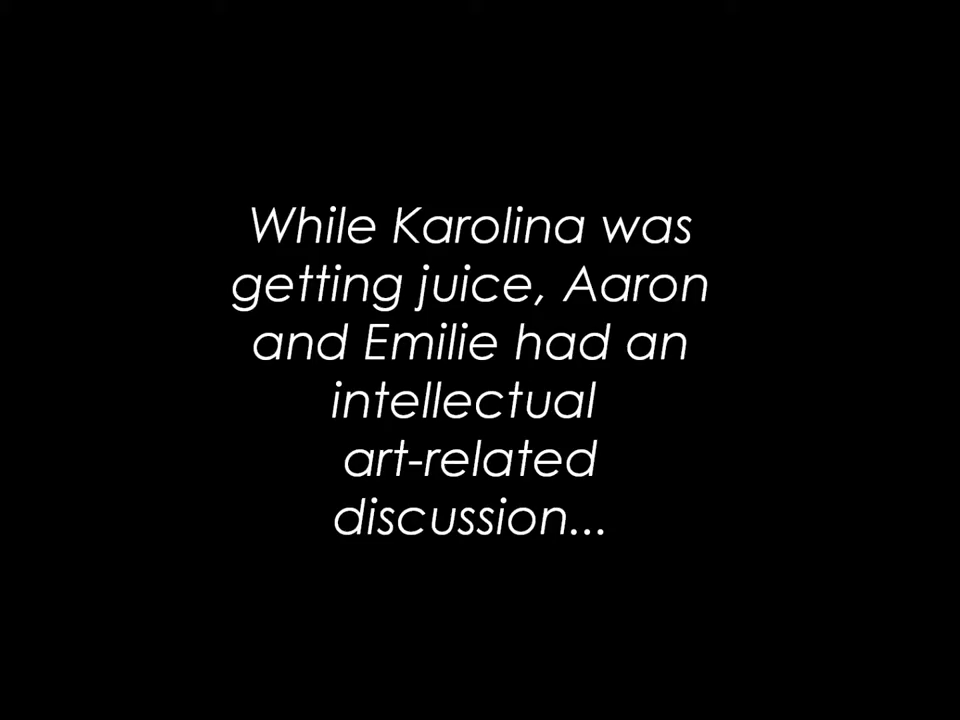 While Karolina was
getting juice, Aaron
and Emilie had an
intellectual
art-related
discussion...